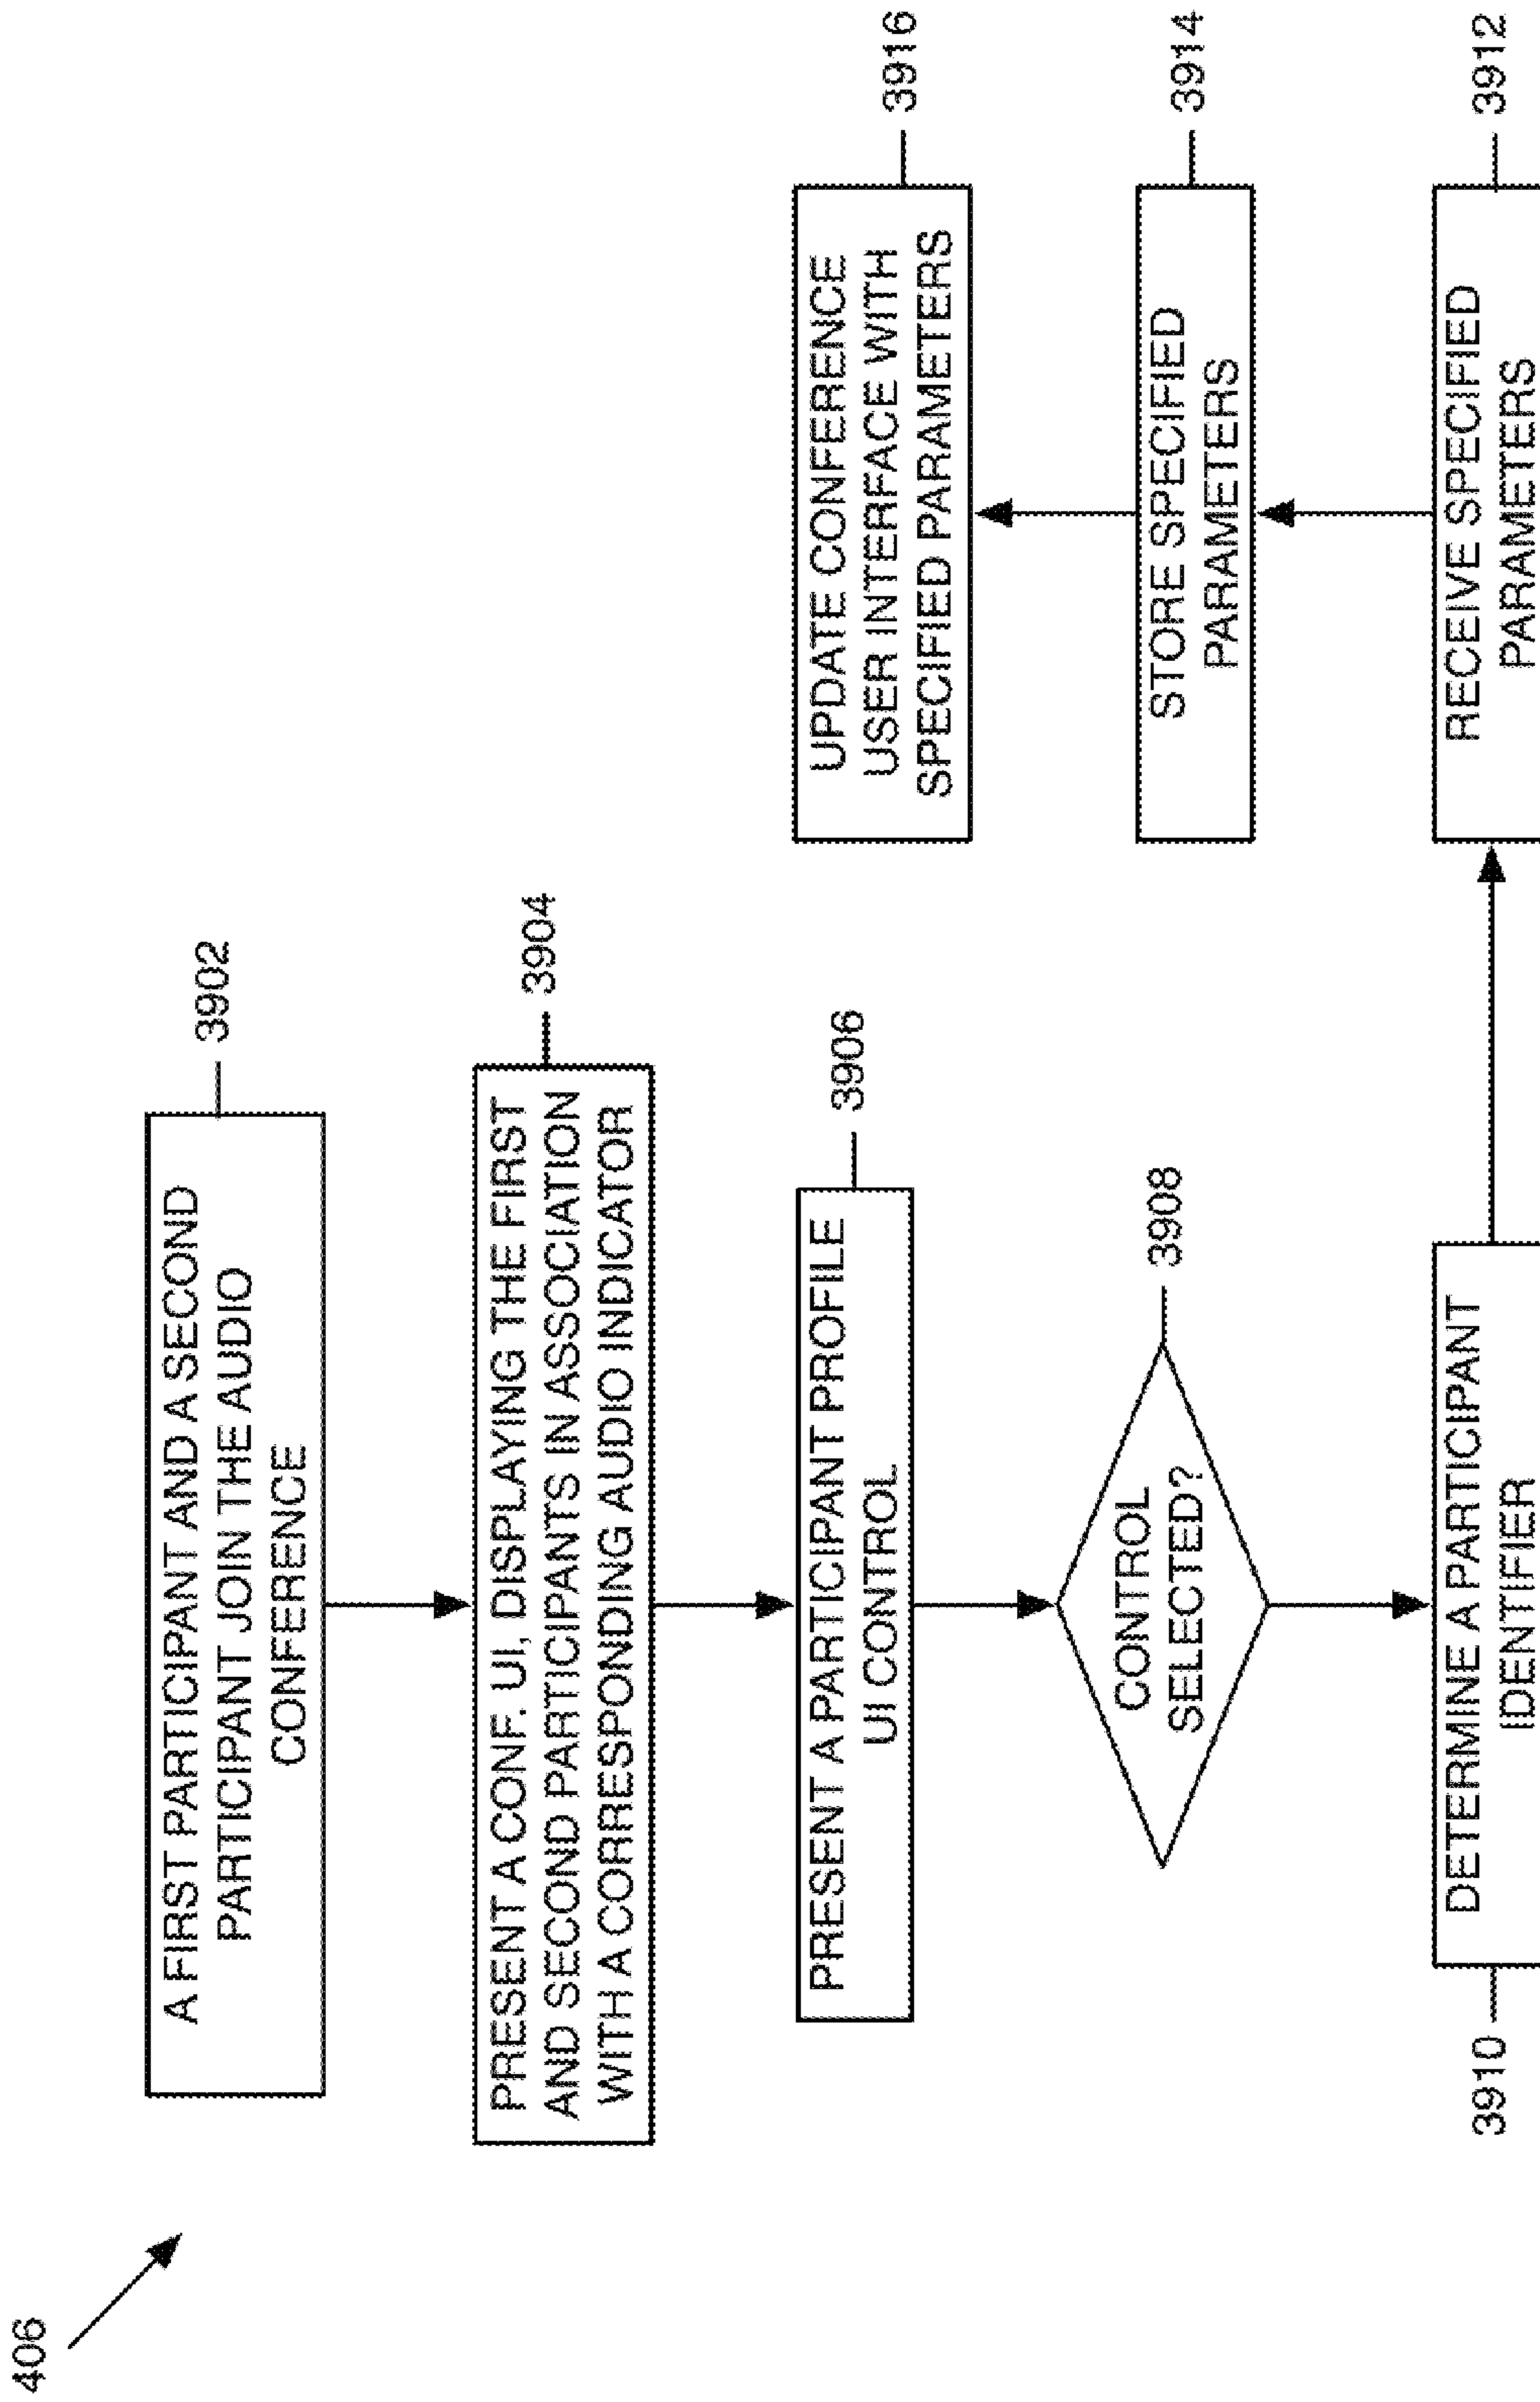 406
A FIRST PARTICIPANT AND A SECOND
PARTICIPANT JOIN THE AUDIO
CONFERENCE
3902
PRESENT A CONF. UI, DISPLAYING THE FIRST
AND SECOND PARTICIPANTS IN ASSOCIATION
WITH A CORRESPONDING AUDIO INDICATOR
3904
PRESENT A PARTICIPANT PROFILE
UI CONTROL
3906
CONTROL
SELECTED?
3908
3910
DETERMINE A PARTICIPANT
IDENTIFIER
RECEIVE SPECIFIED
PARAMETERS
3912
STORE SPECIFIED
PARAMETERS
3914
UPDATE CONFERENCE
USER INTERFACE WITH
SPECIFIED PARAMETERS
3916